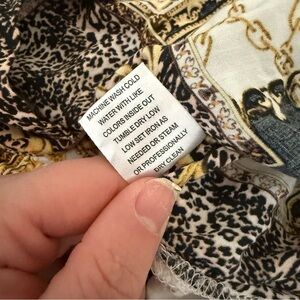 MACHINE WASH COLD
WATER WITH LIKE
COLORS INSIDE OUT
TUMBLE DRY LOW
LOW SET IRON AS
NEEDED OR STEAM
OR PROFESSIONALLY
DRY CLEAN